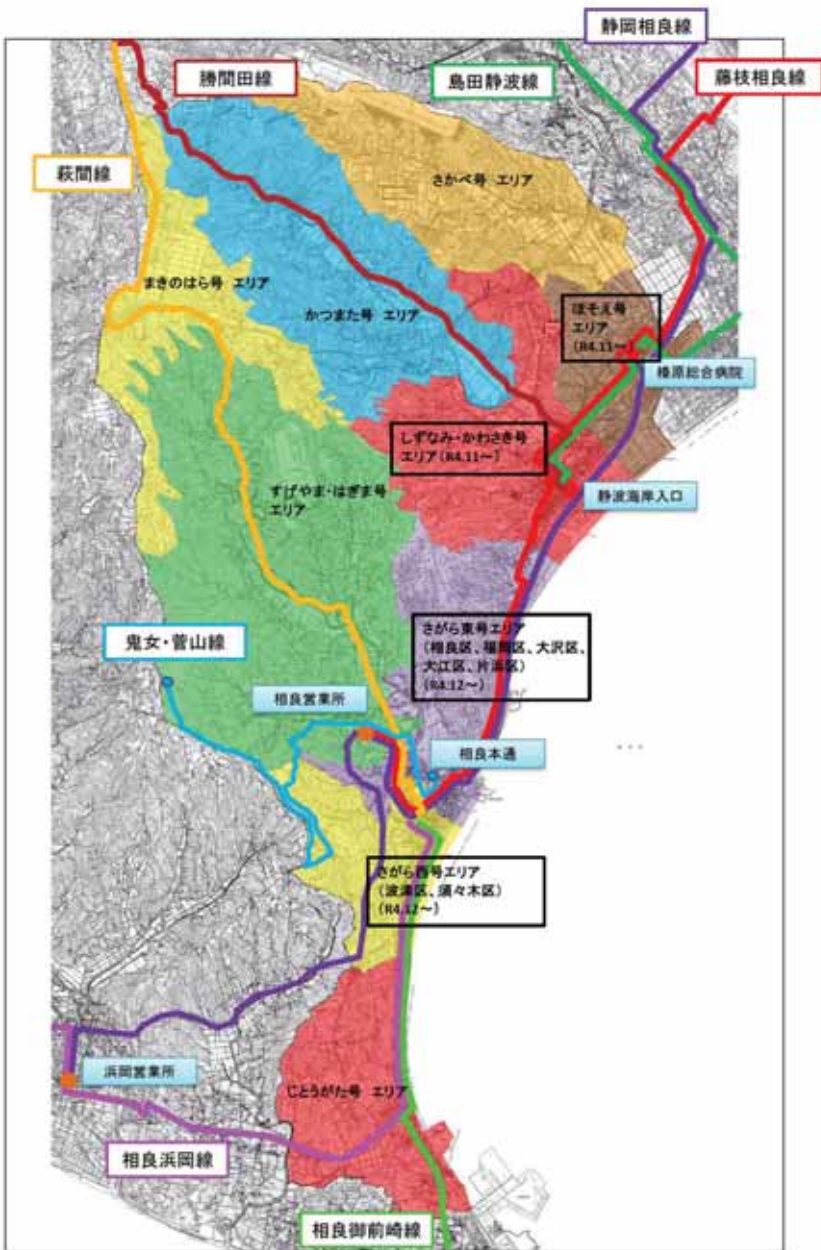 静岡相良線
勝間田線
島田静波線
藤枝相良線
萩間線
さかべ号 エリア
まきのはら号 エリア
かつまた号 エリア
ほそえ号
エリア
(R4.11～)
榛原総合病院
しずなみ・かわさき号
エリア(R4.11～)
すげやま・はぎま号
エリア
静波海岸入口
鬼女・菅山線
さがら東号エリア
(相良区、福岡区、大沢区、
大江区、片浜区)
(R4.12～)
相良営業所
相良本通
さがら西号エリア
(波津区、須々木区)
(R4.12～)
浜岡営業所
じとうがた号 エリア
相良浜岡線
相良御前崎線